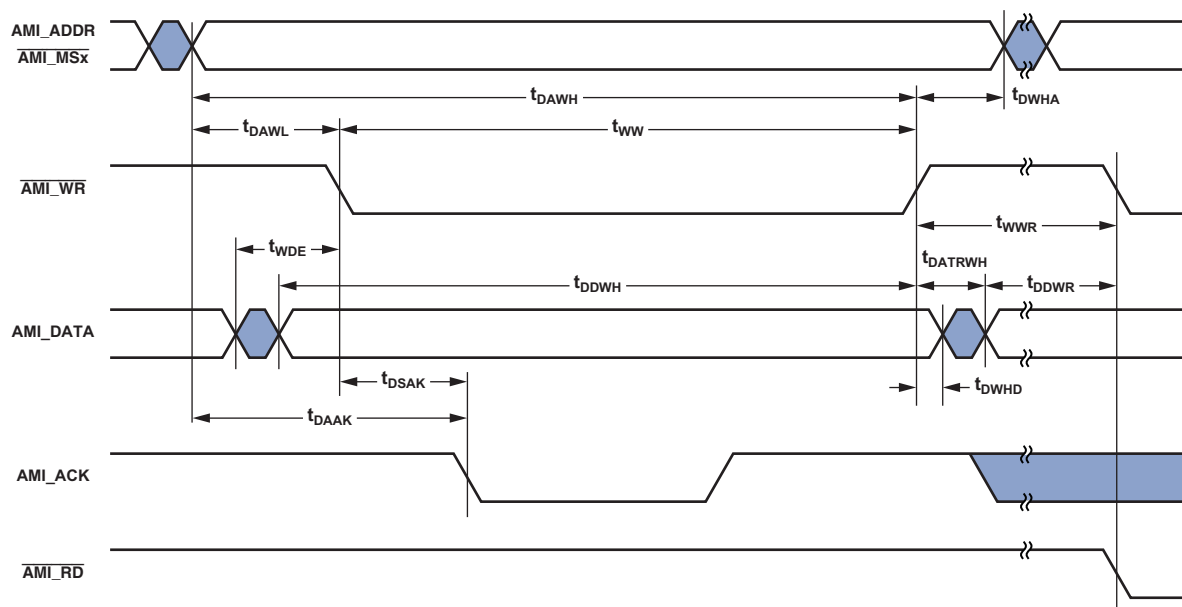 AMI_ADDR
AMI_MSx
tDAWH
tDWHA
tDAWL
tWW
AMI_WR
tWWR
tWDE
tDATRWH
tDDWH
tDDWR
AMI_DATA
tDSAK
tDWHD
tDAAK
AMI_ACK
AMI_RD